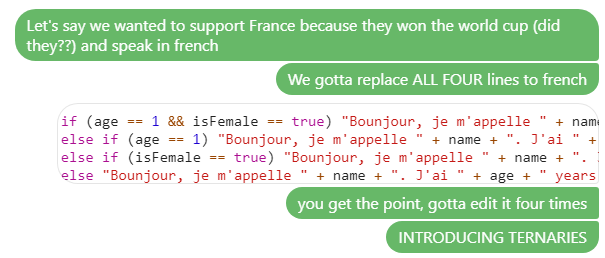 Let's say we wanted to support France because they won the world cup (did
they??) and speak in french
We gotta replace ALL FOUR lines to french
if (age == 1 && isFemale == true) "Bounjour, je m'appelle " + name
else if (age == 1) "Bounjour, je m'appelle " + name + ". J'ai " +
else if (isFemale == true) "Bounjour, je m'appelle " + name + ".
else "Bounjour, je m'appelle " + name + ". J'ai " + age + " years
you get the point, gotta edit it four times
INTRODUCING TERNARIES